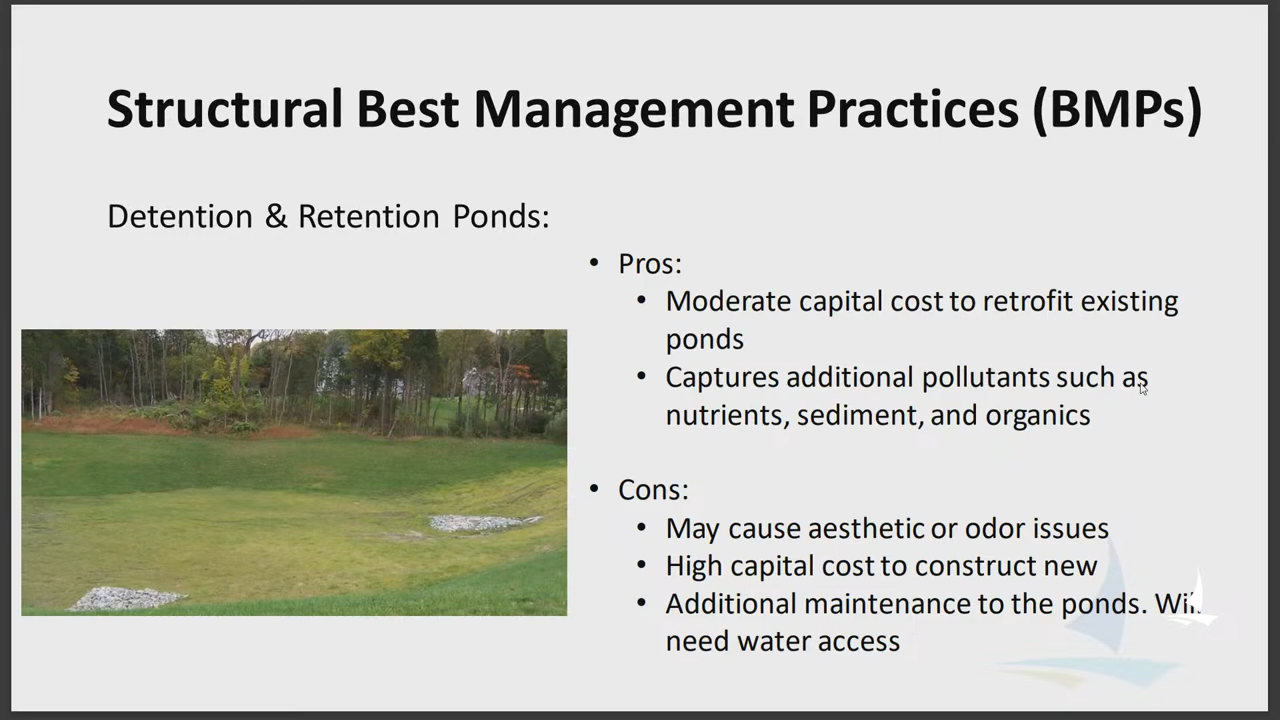 Structural Best Management Practices (BMPs)
Detention & Retention Ponds:
• Pros:
• Moderate capital cost to retrofit existing
ponds
• Captures additional pollutants such as
nutrients, sediment, and organics
• Cons:
• May cause aesthetic or odor issues
• High capital cost to construct new
• Additional maintenance to the ponds. Will
need water access